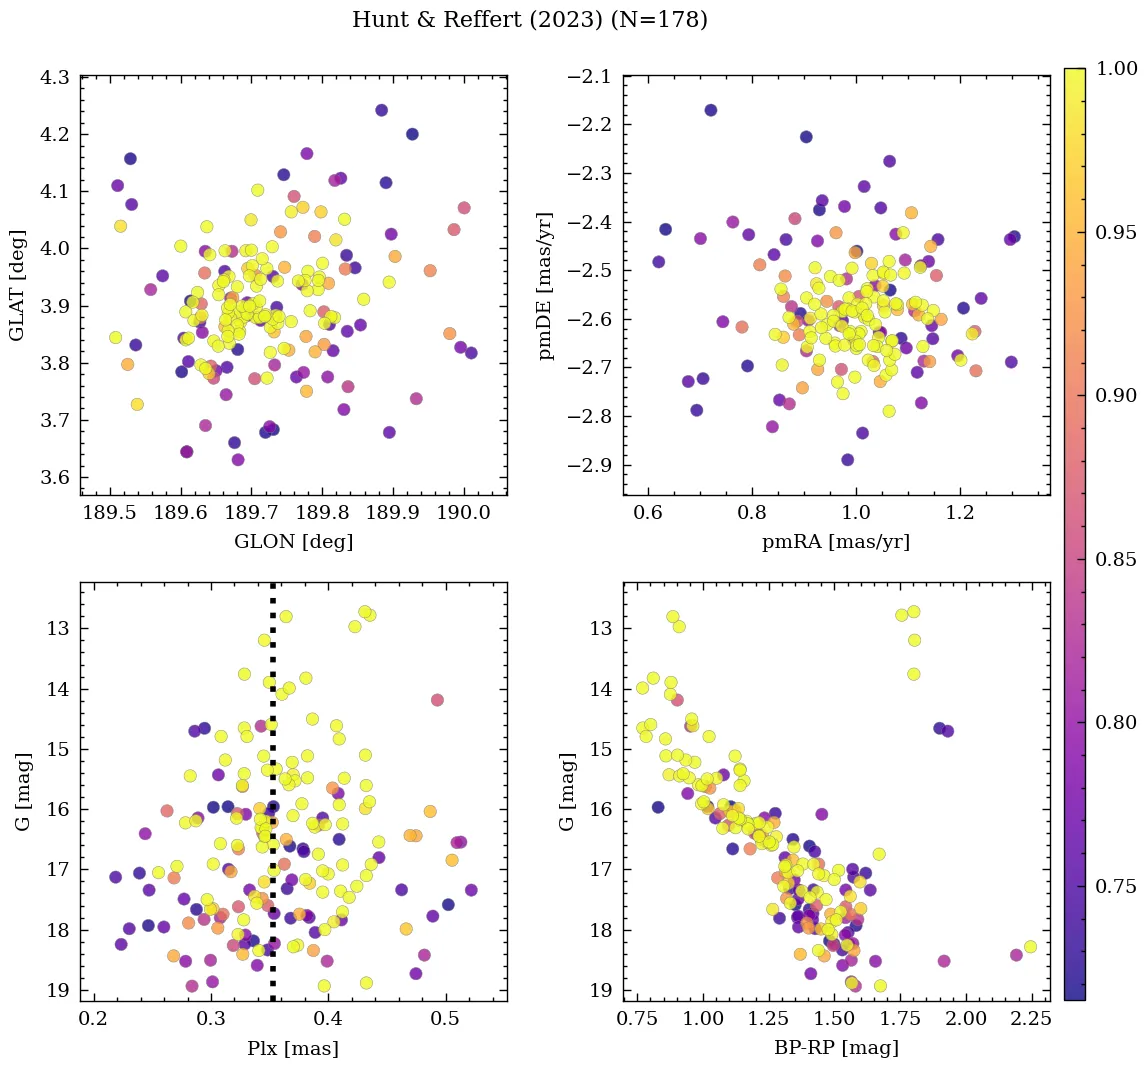 Hunt & Reffert (2023) (N=178)
4.3
4.2
4.1
4.0
3.9
3.8
3.7
3.6
GLAT [deg]
189.5 189.6 189.7 189.8 189.9 190.0
GLON [deg]
−2.1
−2.2
−2.3
−2.4
−2.5
−2.6
−2.7
−2.8
−2.9
pmDE [mas/yr]
0.6 0.8 1.0 1.2
pmRA [mas/yr]
1.00
0.95
0.90
0.85
0.80
0.75
13
14
15
16
17
18
19
G [mag]
0.2 0.3 0.4 0.5
Plx [mas]
13
14
15
16
17
18
19
G [mag]
0.75 1.00 1.25 1.50 1.75 2.00 2.25
BP-RP [mag]